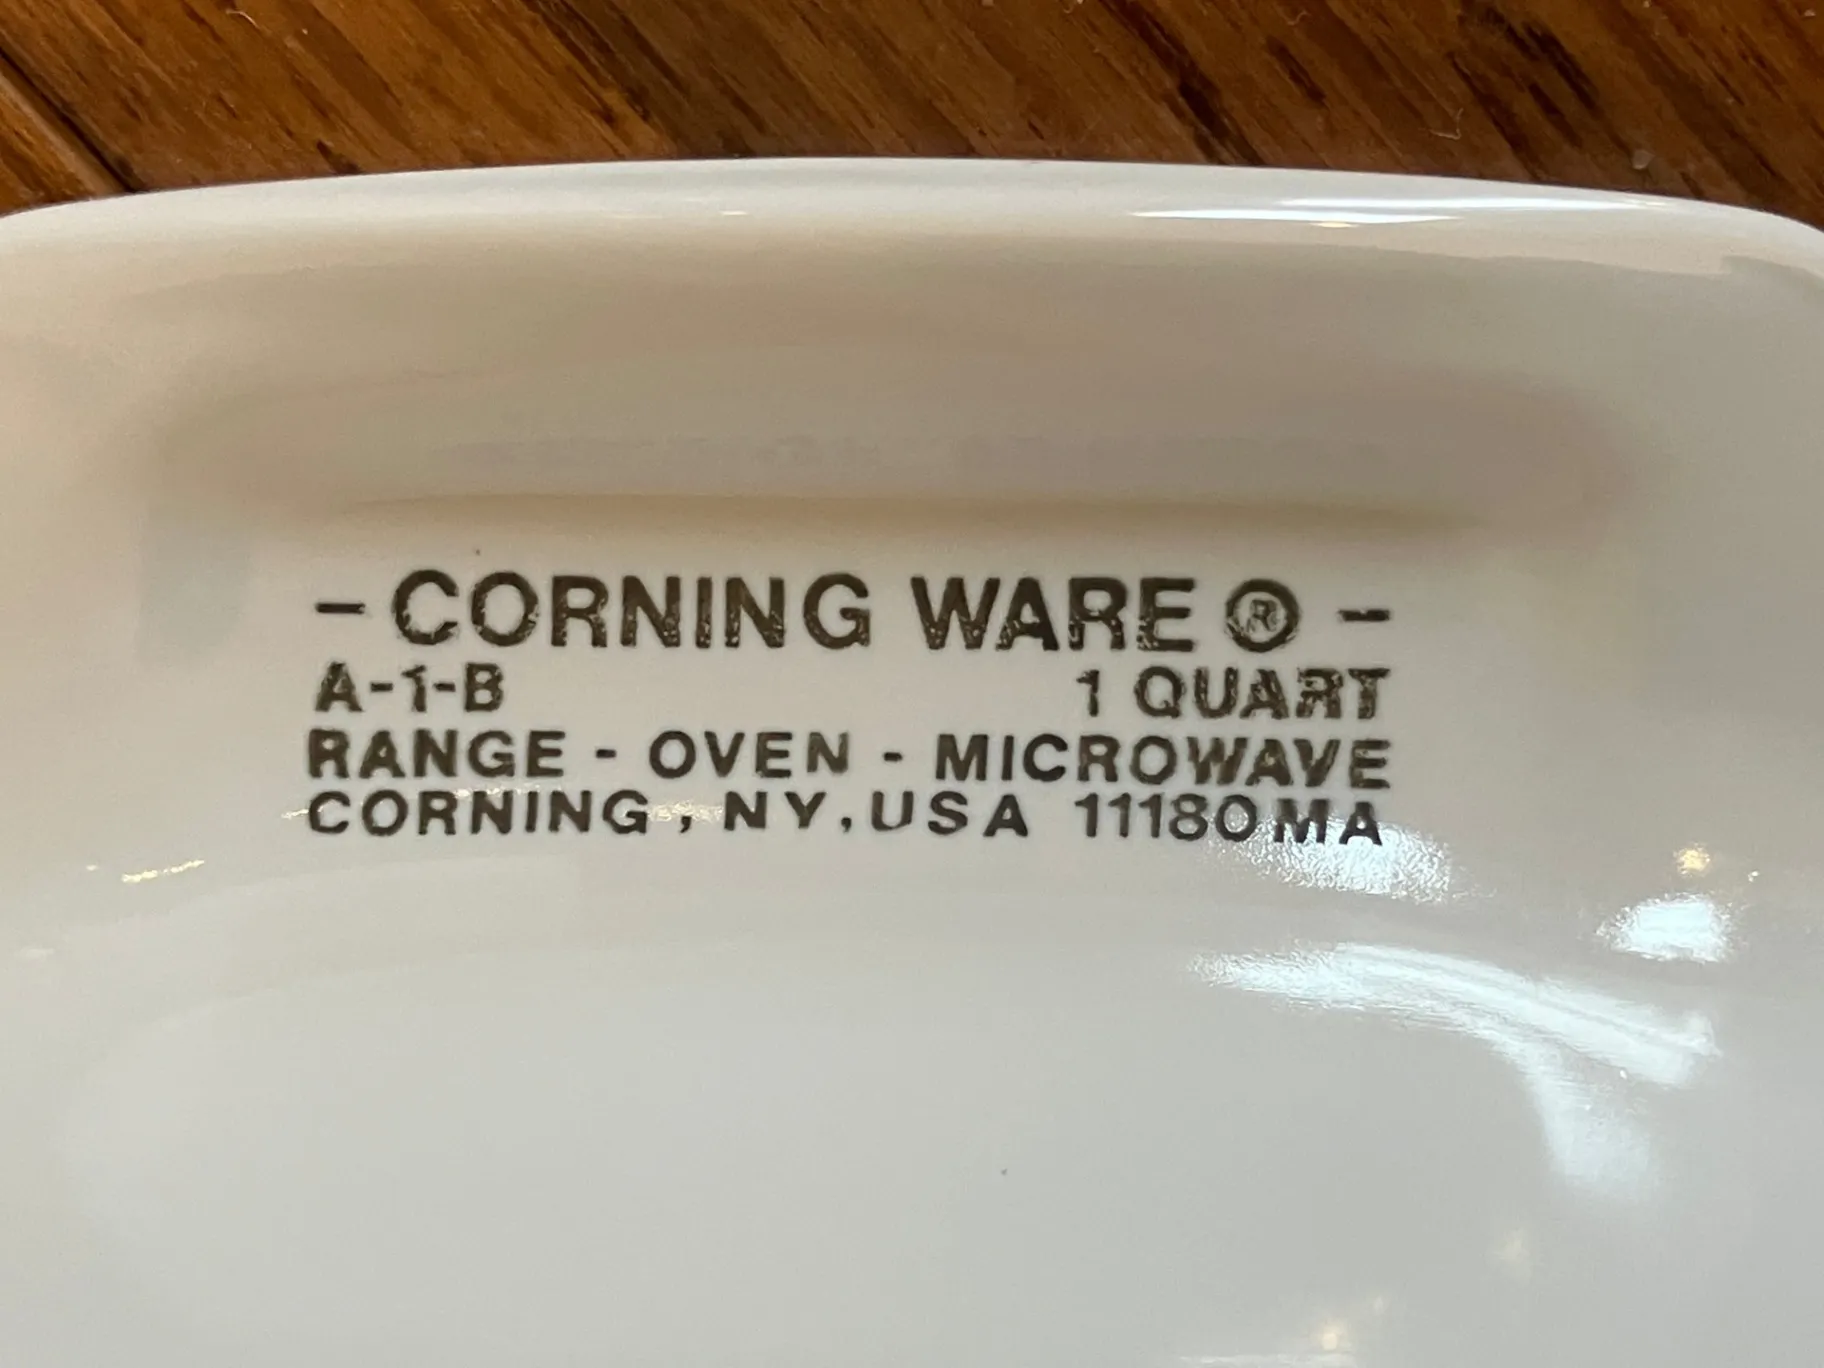 - CORNING WARE ® -
A-1-B 1 QUART
RANGE - OVEN - MICROWAVE
CORNING, NY, USA 11180MA